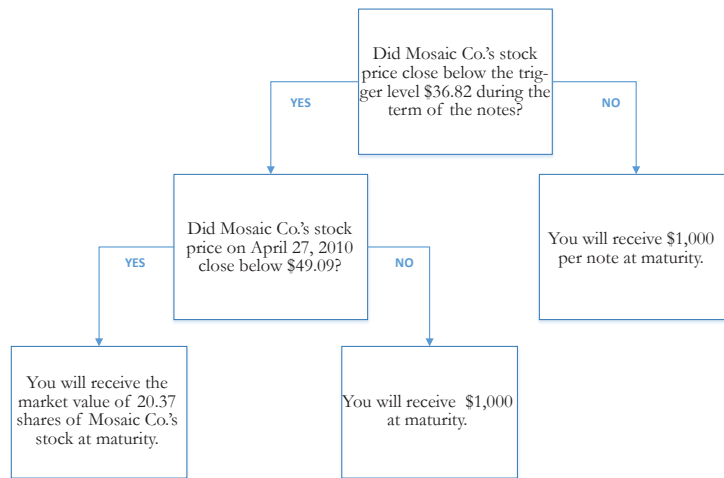 Did Mosaic Co.'s stock
price close below the trig-
ger level $36.82 during the
term of the notes?
YES
NO
Did Mosaic Co.'s stock
price on April 27, 2010
close below $49.09?
You will receive $1,000
per note at maturity.
YES
NO
You will receive the
market value of 20.37
shares of Mosaic Co.'s
stock at maturity.
You will receive $1,000
at maturity.